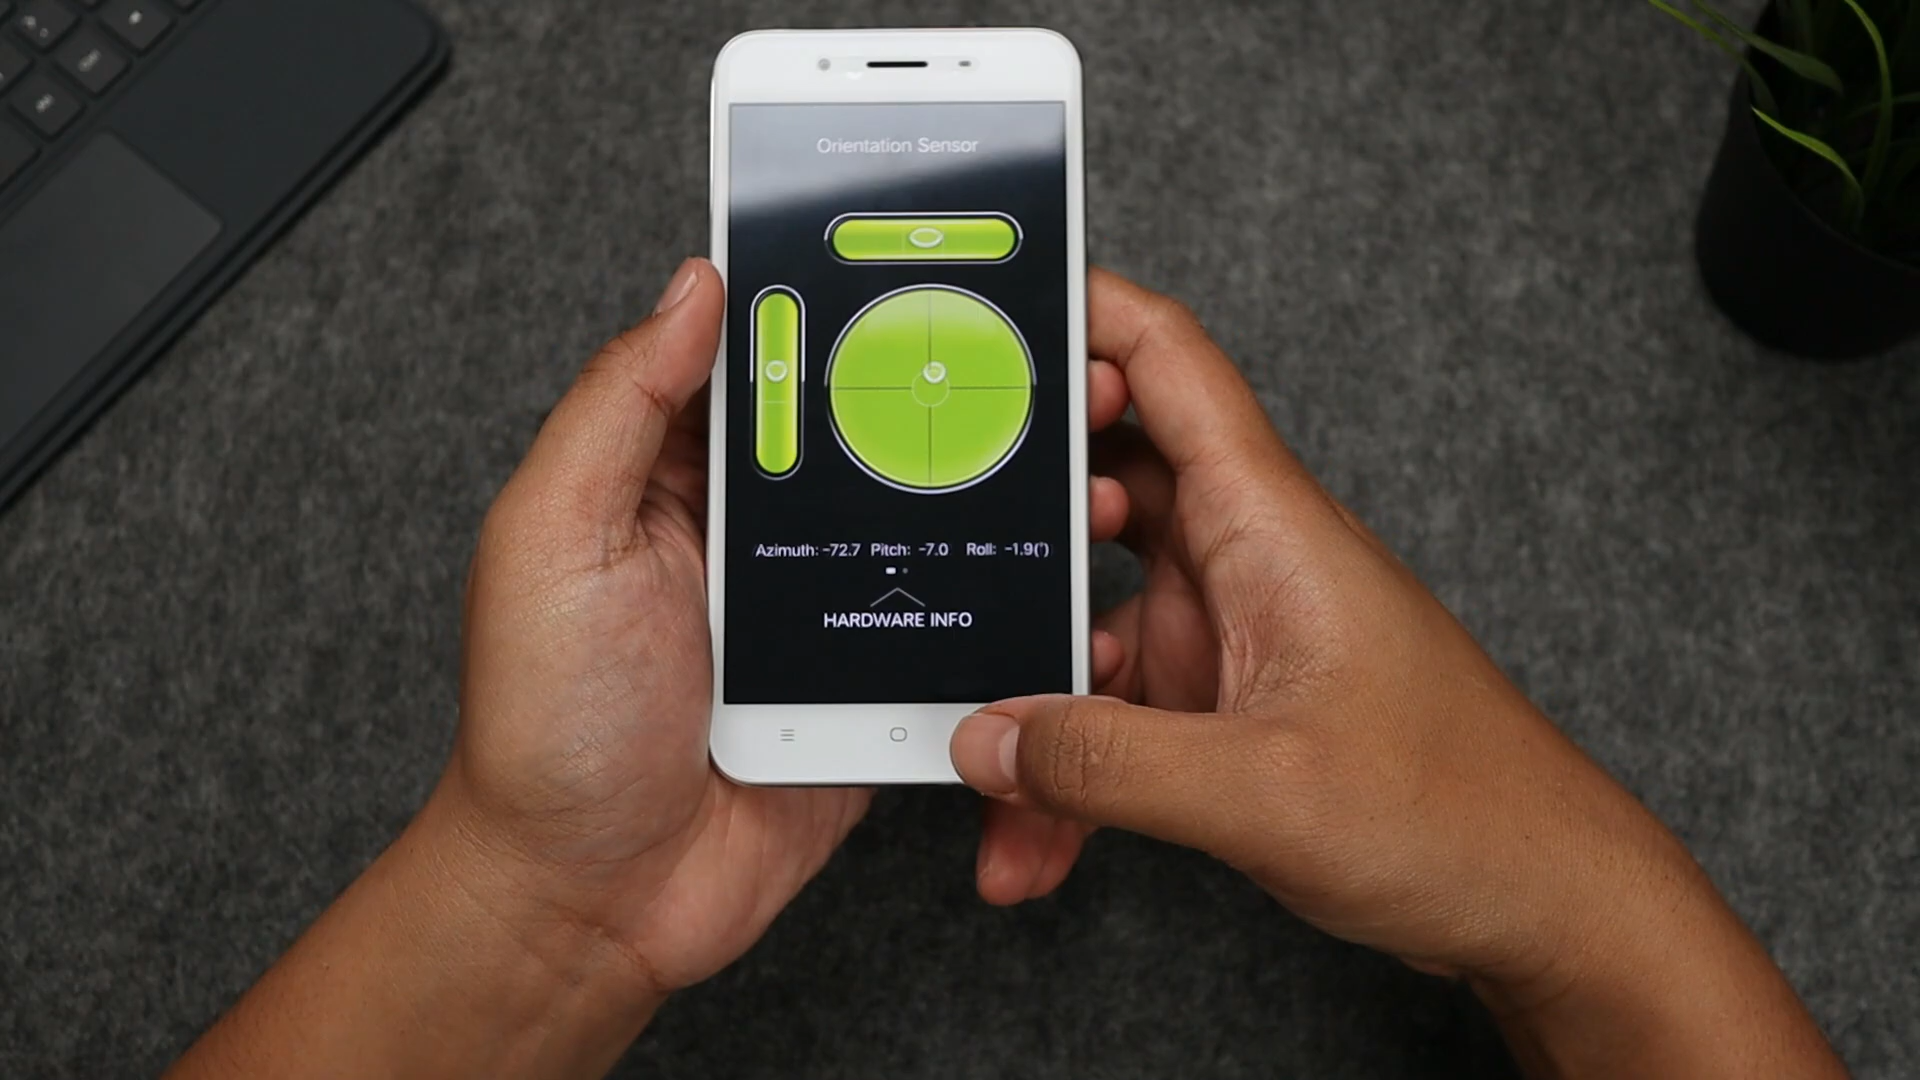 Orientation Sensor
Azimuth: -72.7 Pitch: -7.0 Roll: -1.9(°)
HARDWARE INFO